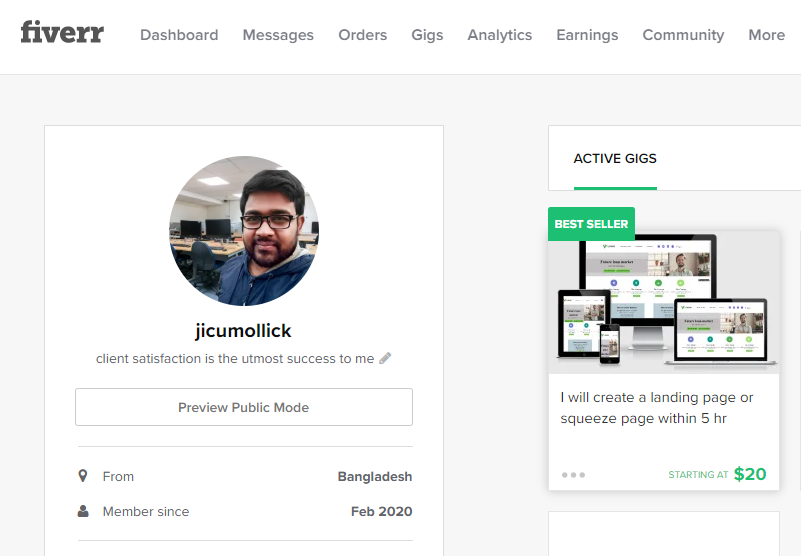 fiverr
Dashboard Messages Orders Gigs Analytics Earnings Community More
jicumollick
client satisfaction is the utmost success to me
Preview Public Mode
From Bangladesh
Member since Feb 2020
ACTIVE GIGS
BEST SELLER
I will create a landing page or
squeeze page within 5 hr
STARTING AT $20